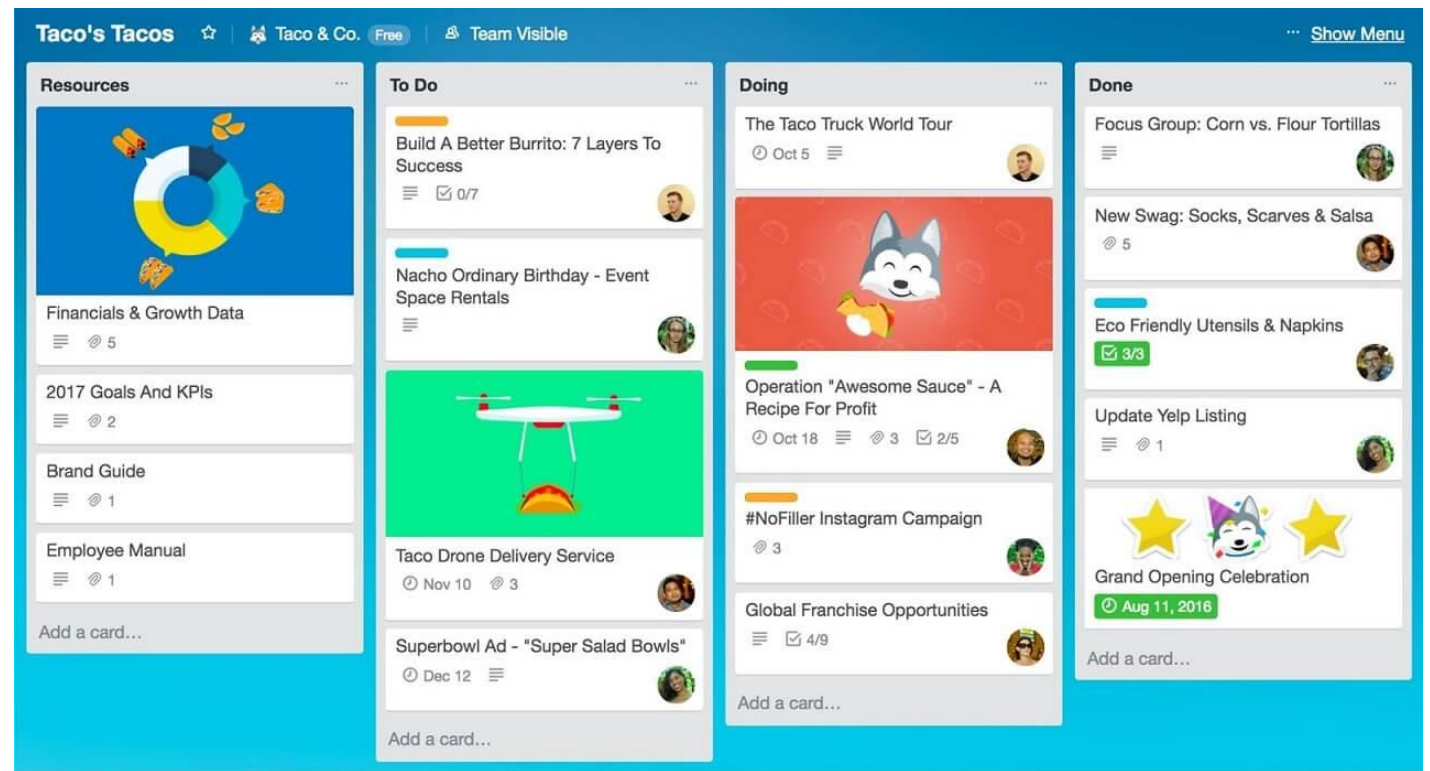 Taco's Tacos Taco & Co. Free Team Visible ... Show Menu
Resources ...
Financials & Growth Data
5
2017 Goals And KPIs
2
Brand Guide
1
Employee Manual
1
Add a card...
To Do ...
Build A Better Burrito: 7 Layers To
Success
0/7
Nacho Ordinary Birthday - Event
Space Rentals
Taco Drone Delivery Service
Nov 10 3
Superbowl Ad - "Super Salad Bowls"
Dec 12
Add a card...
Doing ...
The Taco Truck World Tour
Oct 5
Operation "Awesome Sauce" - A
Recipe For Profit
Oct 18 3 2/5
#NoFiller Instagram Campaign
3
Global Franchise Opportunities
4/9
Add a card...
Done ...
Focus Group: Corn vs. Flour Tortillas
New Swag: Socks, Scarves & Salsa
5
Eco Friendly Utensils & Napkins
3/3
Update Yelp Listing
1
Grand Opening Celebration
Aug 11, 2016
Add a card...